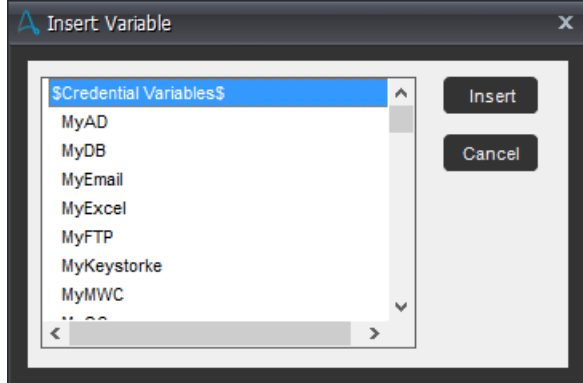 Insert Variable
x
$Credential Variables$
MyAD
MyDB
MyEmail
MyExcel
MyFTP
MyKeystorke
MyMWC
Insert
Cancel